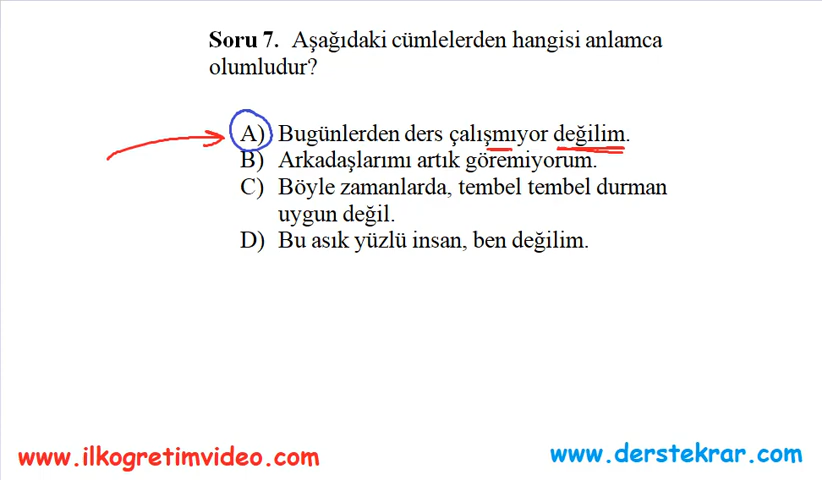 Soru 7. Aşağıdaki cümlelerden hangisi anlamca
olumludur?
A) Bugünlerden ders çalışmıyor değilim.
B) Arkadaşlarımı artık göremiyorum.
C) Böyle zamanlarda, tembel tembel durman
uygun değil.
D) Bu asık yüzlü insan, ben değilim.
www.ilkogretimvideo.com
www.derstekrar.com